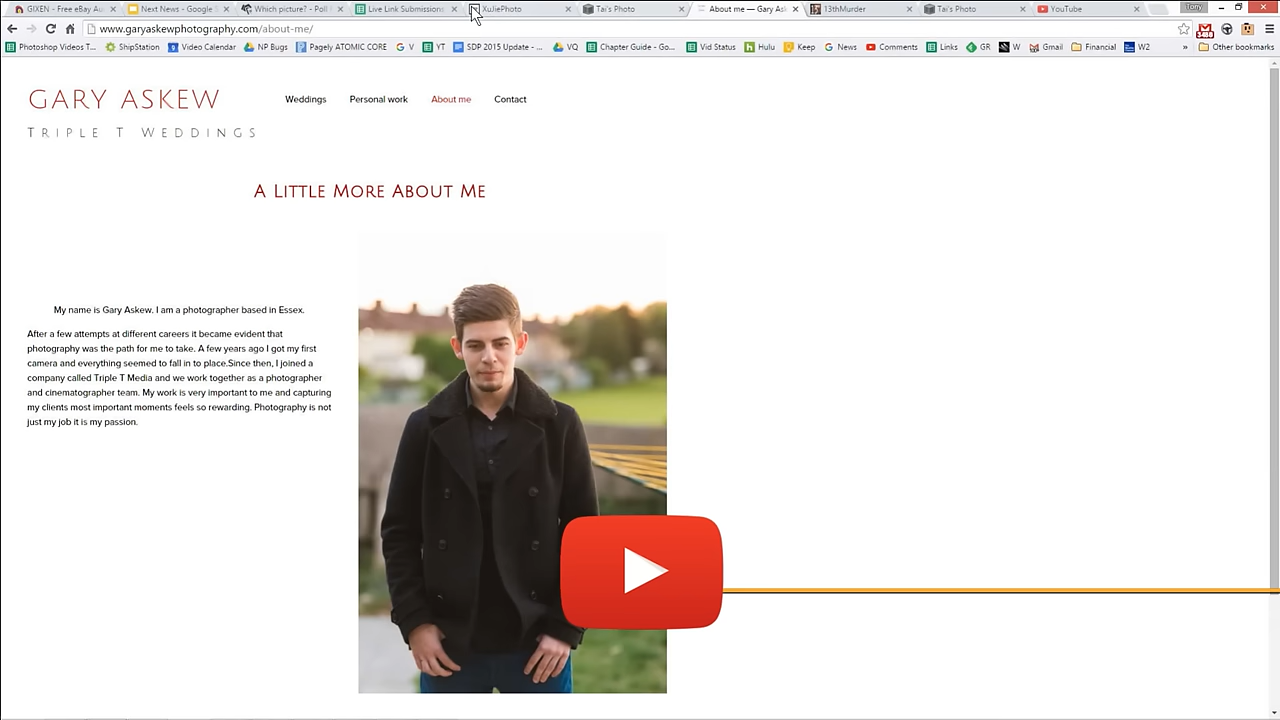 GIXEN - Free eBay Au
Next News - Google S
Which picture? - Poll
Live Link Submission
XuliePhoto
Tai's Photo
About me — Gary Ask
13thMurder
Tai's Photo
YouTube
Tony
www.garyaskewphotography.com/about-me/
Photoshop Videos T...
ShipStation
Video Calendar
NP Bugs
Pagely ATOMIC CORE
G V
YT
SDP 2015 Update - ...
VQ
Chapter Guide - Go...
Vid Status
Hulu
Keep
News
Comments
Links
GR
W
Gmail
Financial
W2
»
Other bookmarks
GARY ASKEW
Weddings
Personal work
About me
Contact
TRIPLE T WEDDINGS
A LITTLE MORE ABOUT ME
My name is Gary Askew. I am a photographer based in Essex.
After a few attempts at different careers it became evident that
photography was the path for me to take. A few years ago I got my first
camera and everything seemed to fall in to place.Since then, I joined a
company called Triple T Media and we work together as a photographer
and cinematographer team. My work is very important to me and capturing
my clients most important moments feels so rewarding. Photography is not
just my job it is my passion.